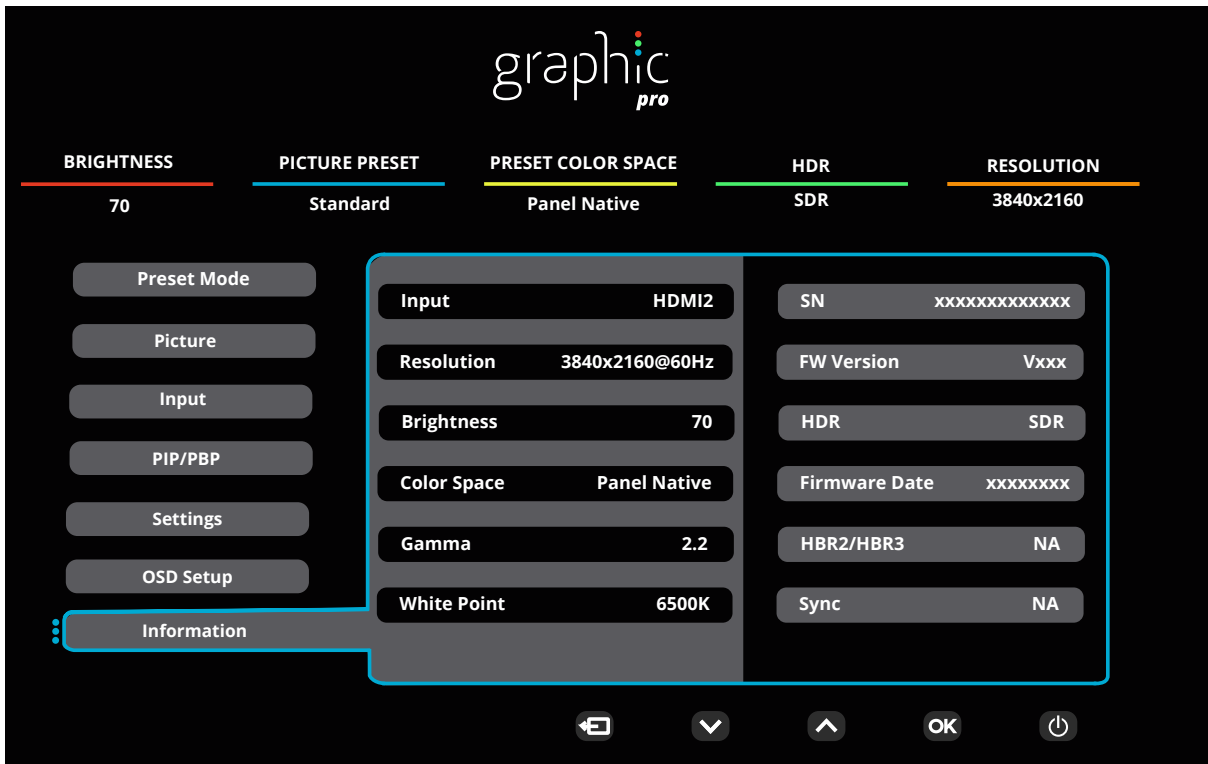 graphic
pro
BRIGHTNESS PICTURE PRESET PRESET COLOR SPACE HDR RESOLUTION
70 Standard Panel Native SDR 3840x2160
Preset Mode
Picture
Input
PIP/PBP
Settings
OSD Setup
Information
Input HDMI2
Resolution 3840x2160@60Hz
Brightness 70
Color Space Panel Native
Gamma 2.2
White Point 6500K
SN xxxxxxxxxxxxx
FW Version Vxxx
HDR SDR
Firmware Date xxxxxxxx
HBR2/HBR3 NA
Sync NA
OK